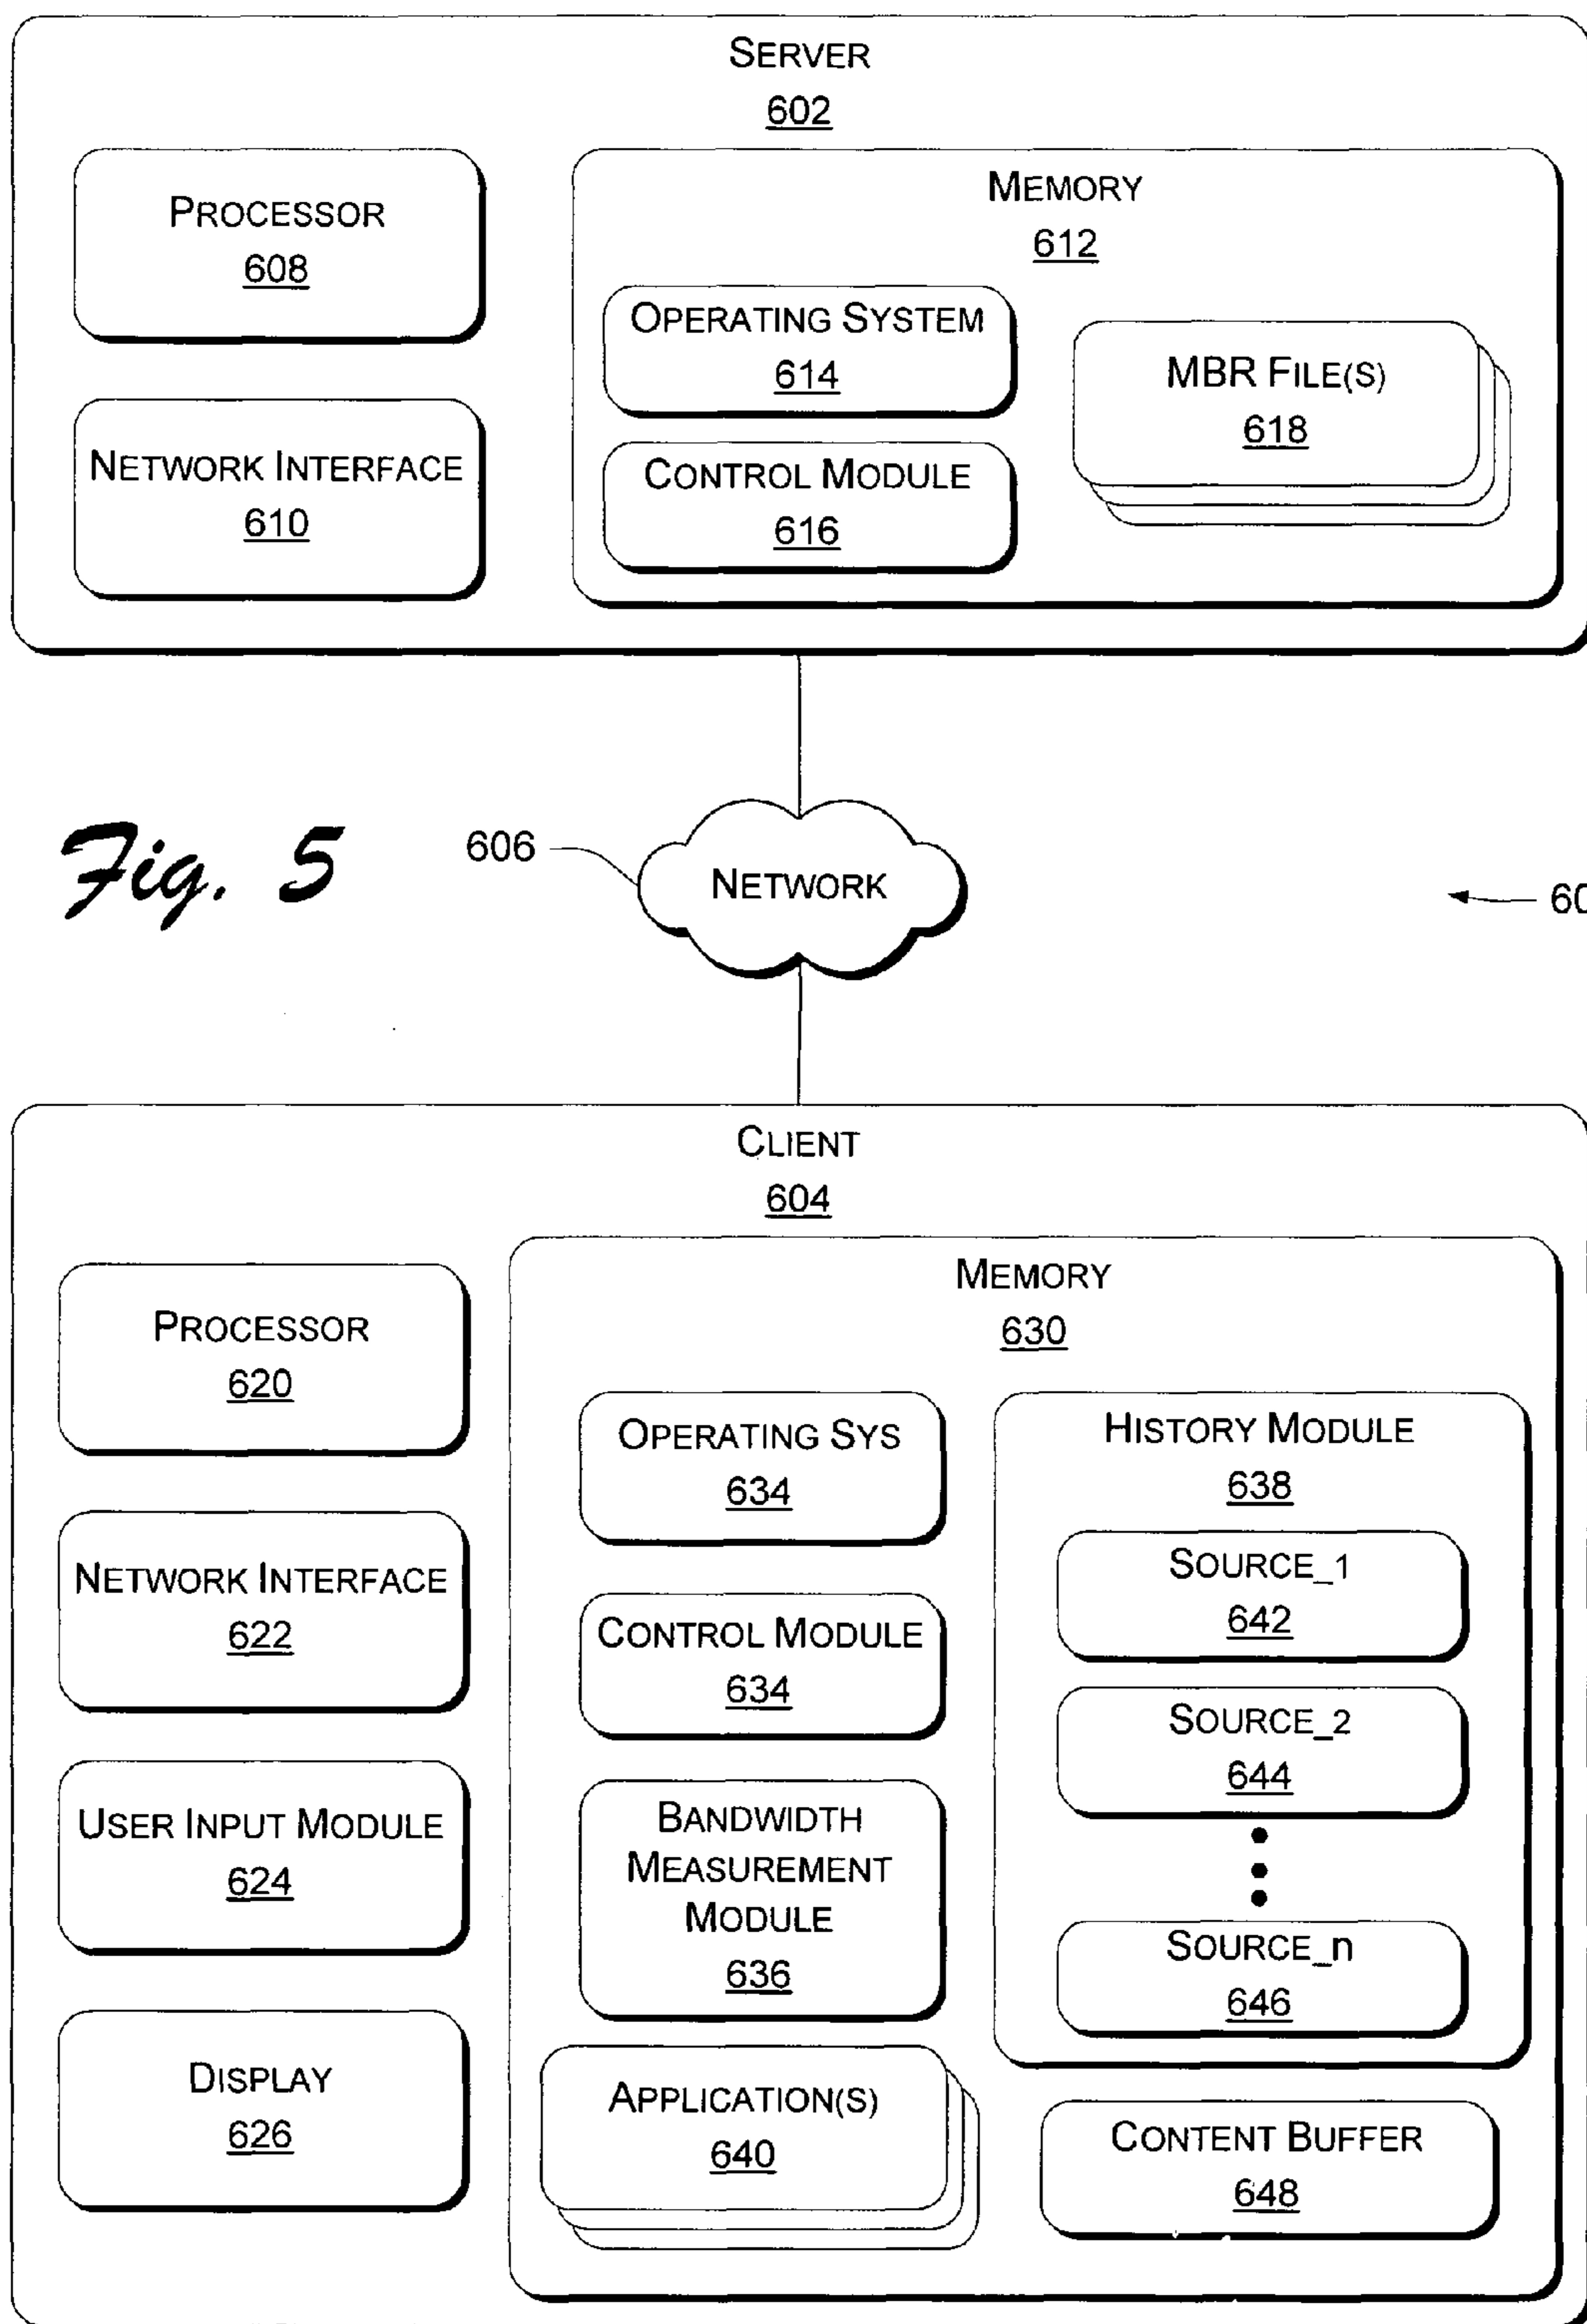 SERVER
602
PROCESSOR
608
NETWORK INTERFACE
610
MEMORY
612
OPERATING SYSTEM
614
CONTROL MODULE
616
MBR FILE(S)
618
Fig. 5
606
NETWORK
60
CLIENT
604
PROCESSOR
620
NETWORK INTERFACE
622
USER INPUT MODULE
624
DISPLAY
626
MEMORY
630
OPERATING SYS
634
CONTROL MODULE
634
BANDWIDTH
MEASUREMENT
MODULE
636
APPLICATION(S)
640
HISTORY MODULE
638
SOURCE_1
642
SOURCE_2
644
SOURCE_n
646
CONTENT BUFFER
648